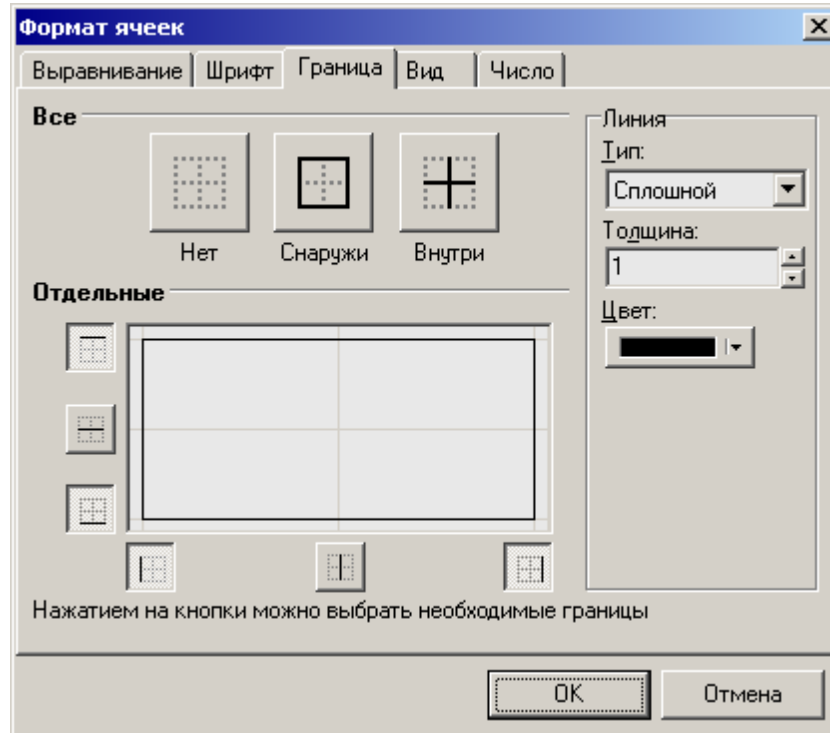 Формат ячеек
Выравнивание Шрифт Граница Вид Число
Все
Нет Снаружи Внутри
Отдельные
Линия
Тип:
Сплошной
Толщина:
1
Цвет:
Нажатием на кнопки можно выбрать необходимые границы
OK Отмена